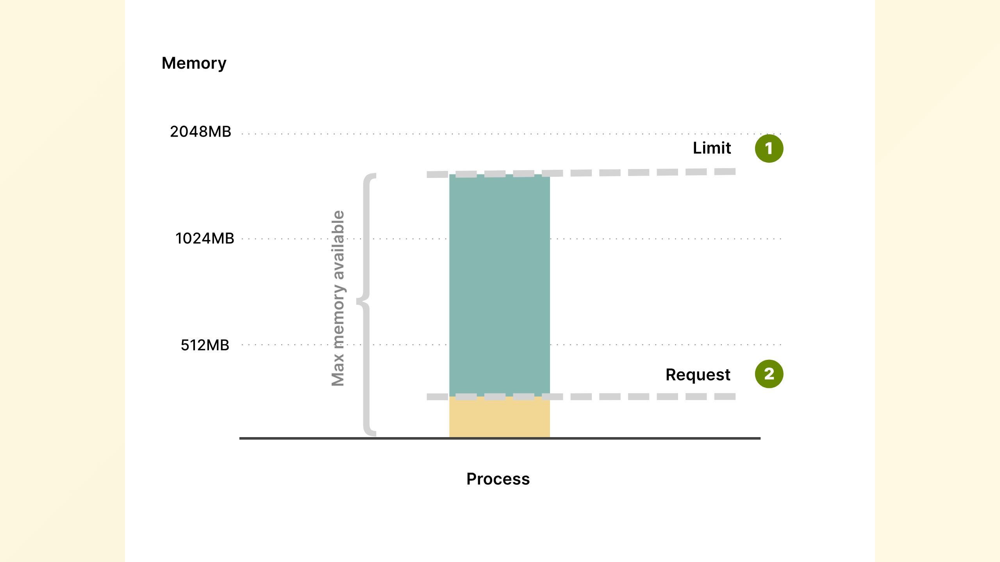 Memory
2048MB
Limit
1
1024MB
Max memory available
512MB
Request
2
Process